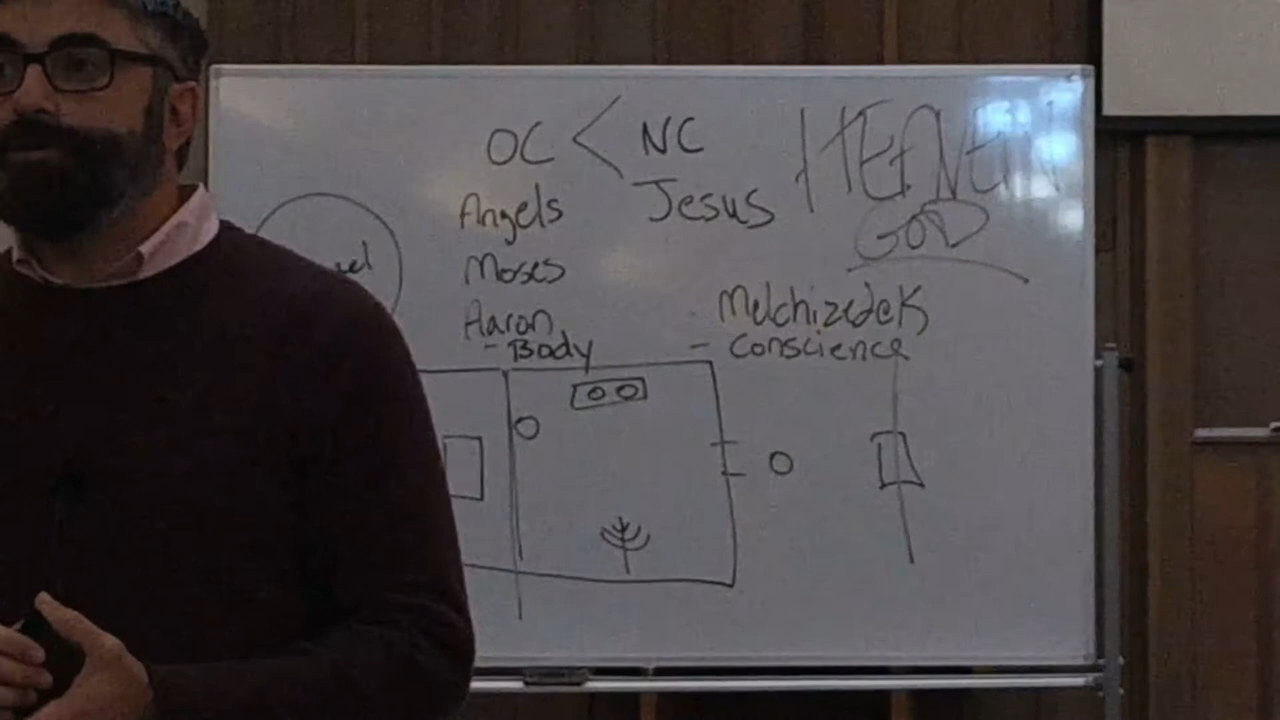 OC < NC
Angels Jesus
Moses
Aaron
- Body
HEAVEN
GOD
Melchizedek
- Conscience